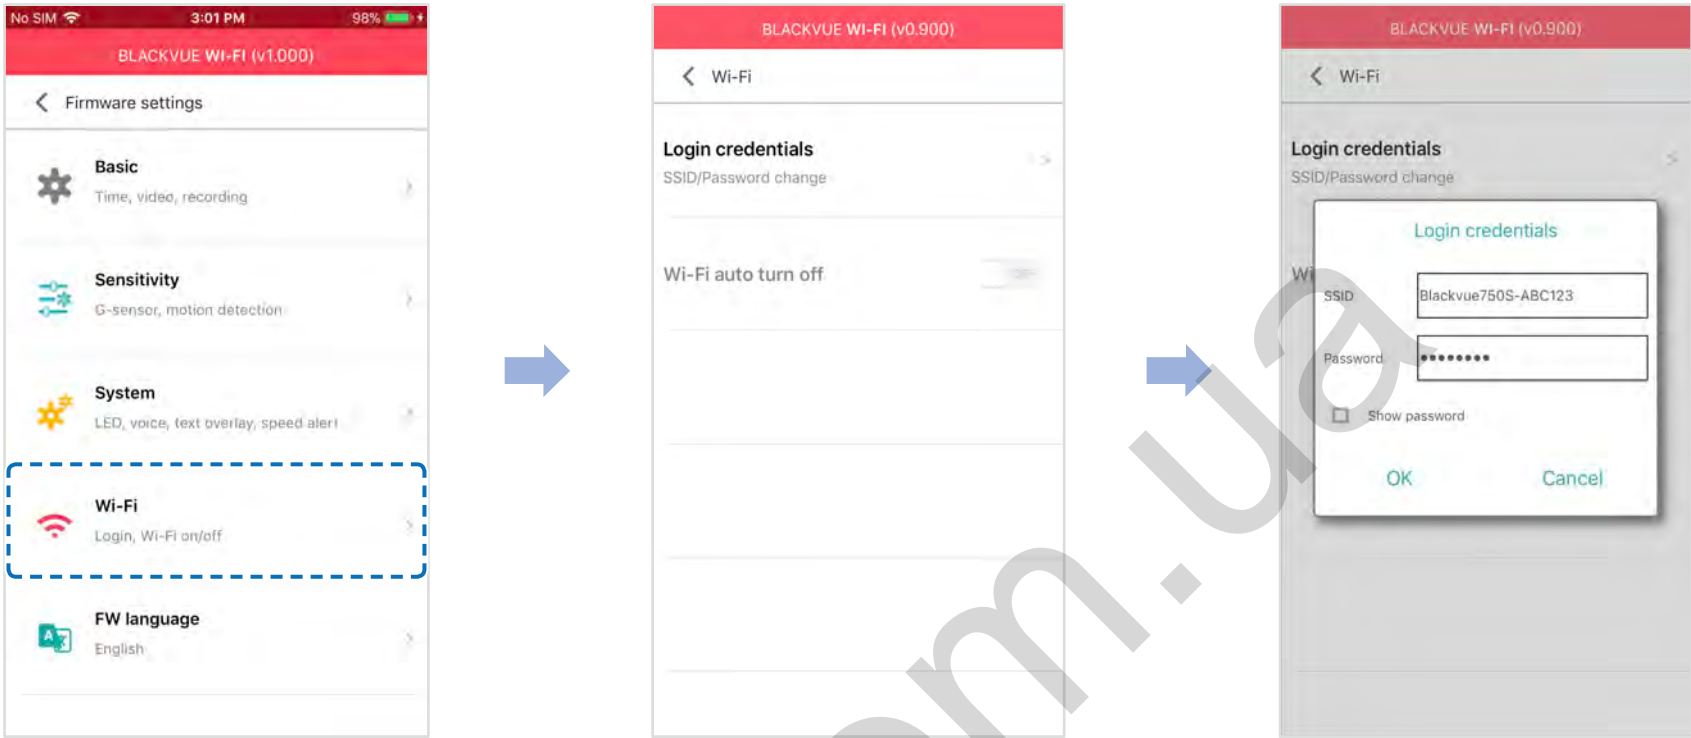 No SIM 3:01 PM 98%
BLACKVUE WI-FI (v1.000)
Firmware settings
Basic
Time, video, recording
Sensitivity
G-sensor, motion detection
System
LED, voice, text overlay, speed alert
Wi-Fi
Login, Wi-Fi on/off
FW language
English
BLACKVUE WI-FI (v0.900)
Wi-Fi
Login credentials
SSID/Password change
Wi-Fi auto turn off
BLACKVUE WI-FI (v0.900)
Wi-Fi
Login credentials
SSID/Password change
Wi
Login credentials
SSID Blackvue750S-ABC123
Password ••••••••
Show password
OK Cancel
om.ua